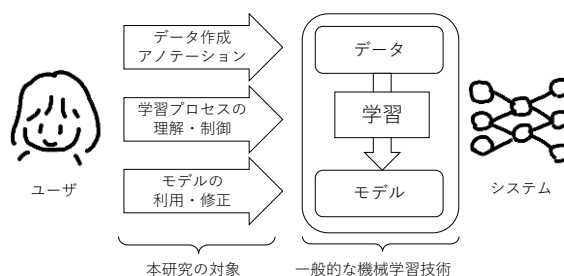 データ作成
アノテーション
学習プロセスの
理解・制御
モデルの
利用・修正
データ
学習
モデル
ユーザ
システム
本研究の対象
一般的な機械学習技術